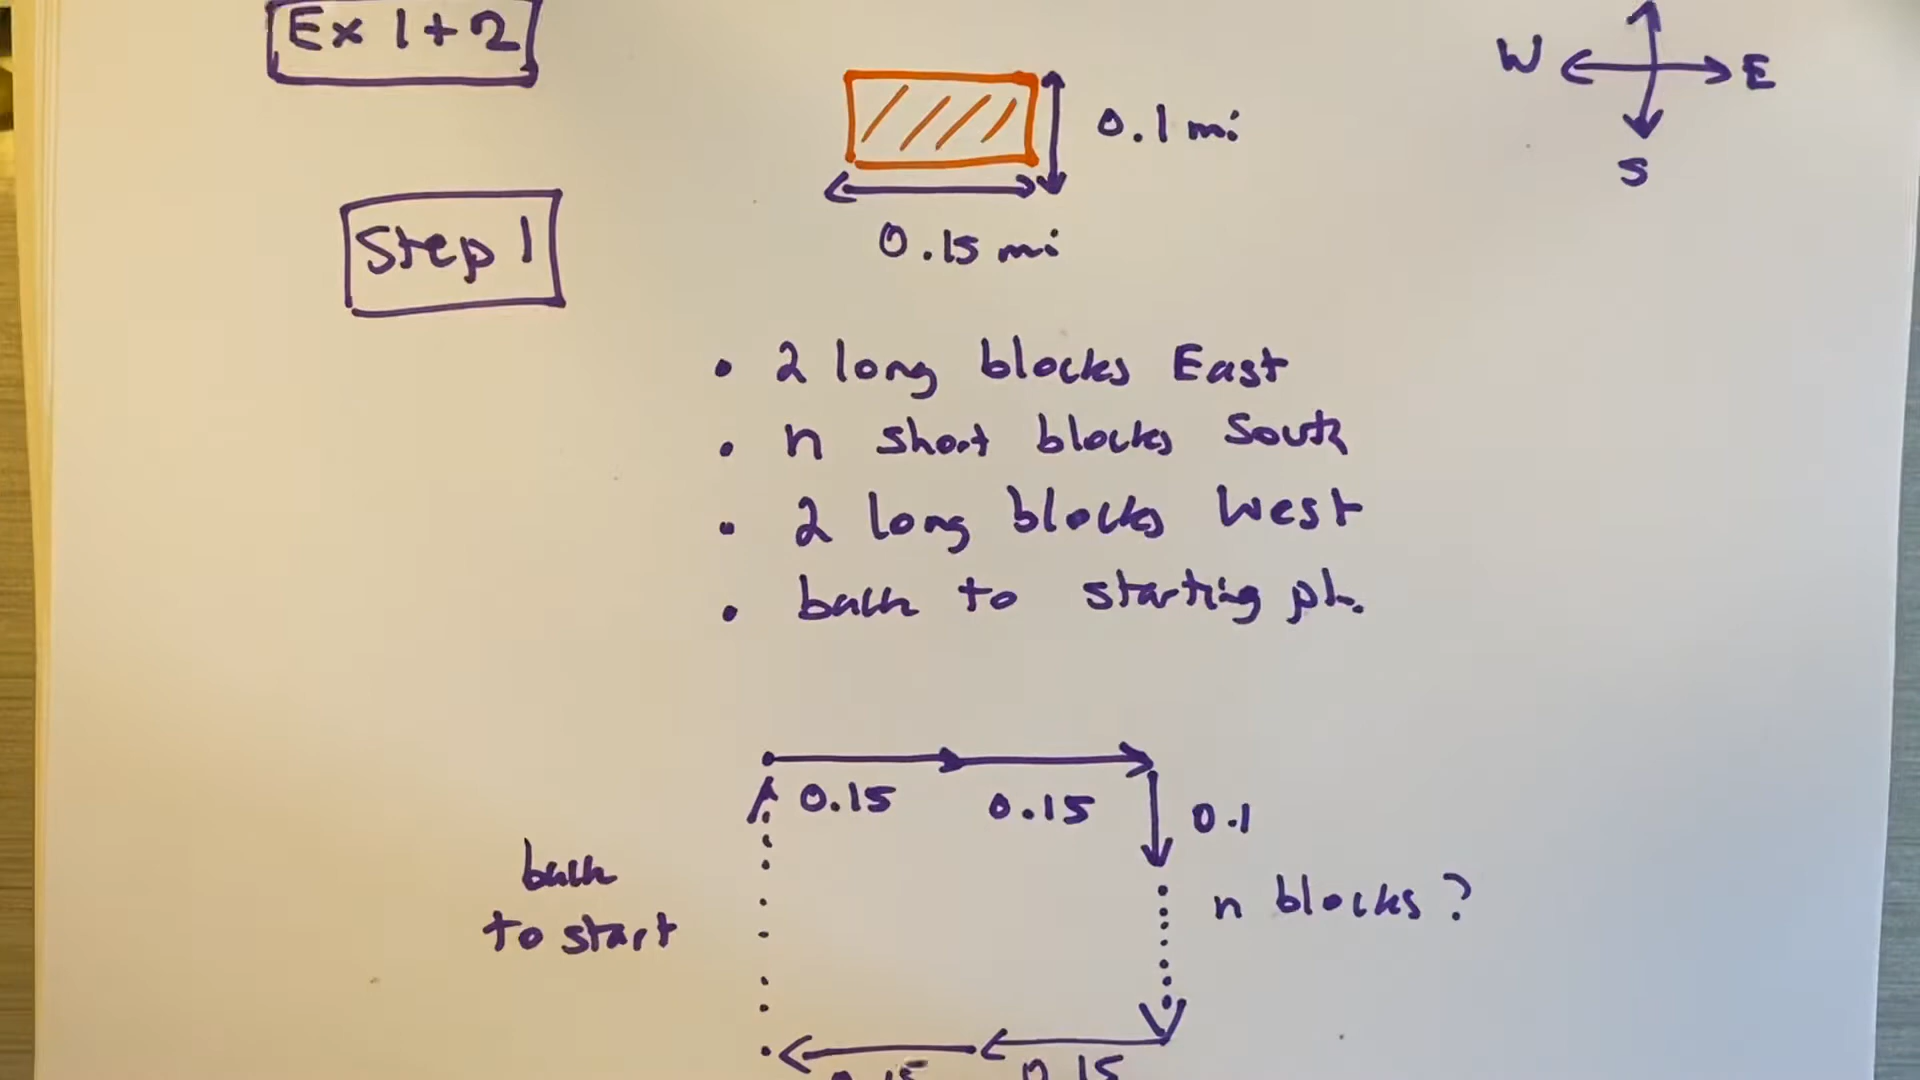 Ex 1+2
W E
S
0.1 mi
0.15 mi
Step 1
• 2 long blocks East
• n short blocks South
• 2 long blocks West
• back to starting pt.
0.15 0.15
0.1
back
to start
n blocks?
0.15 0.15